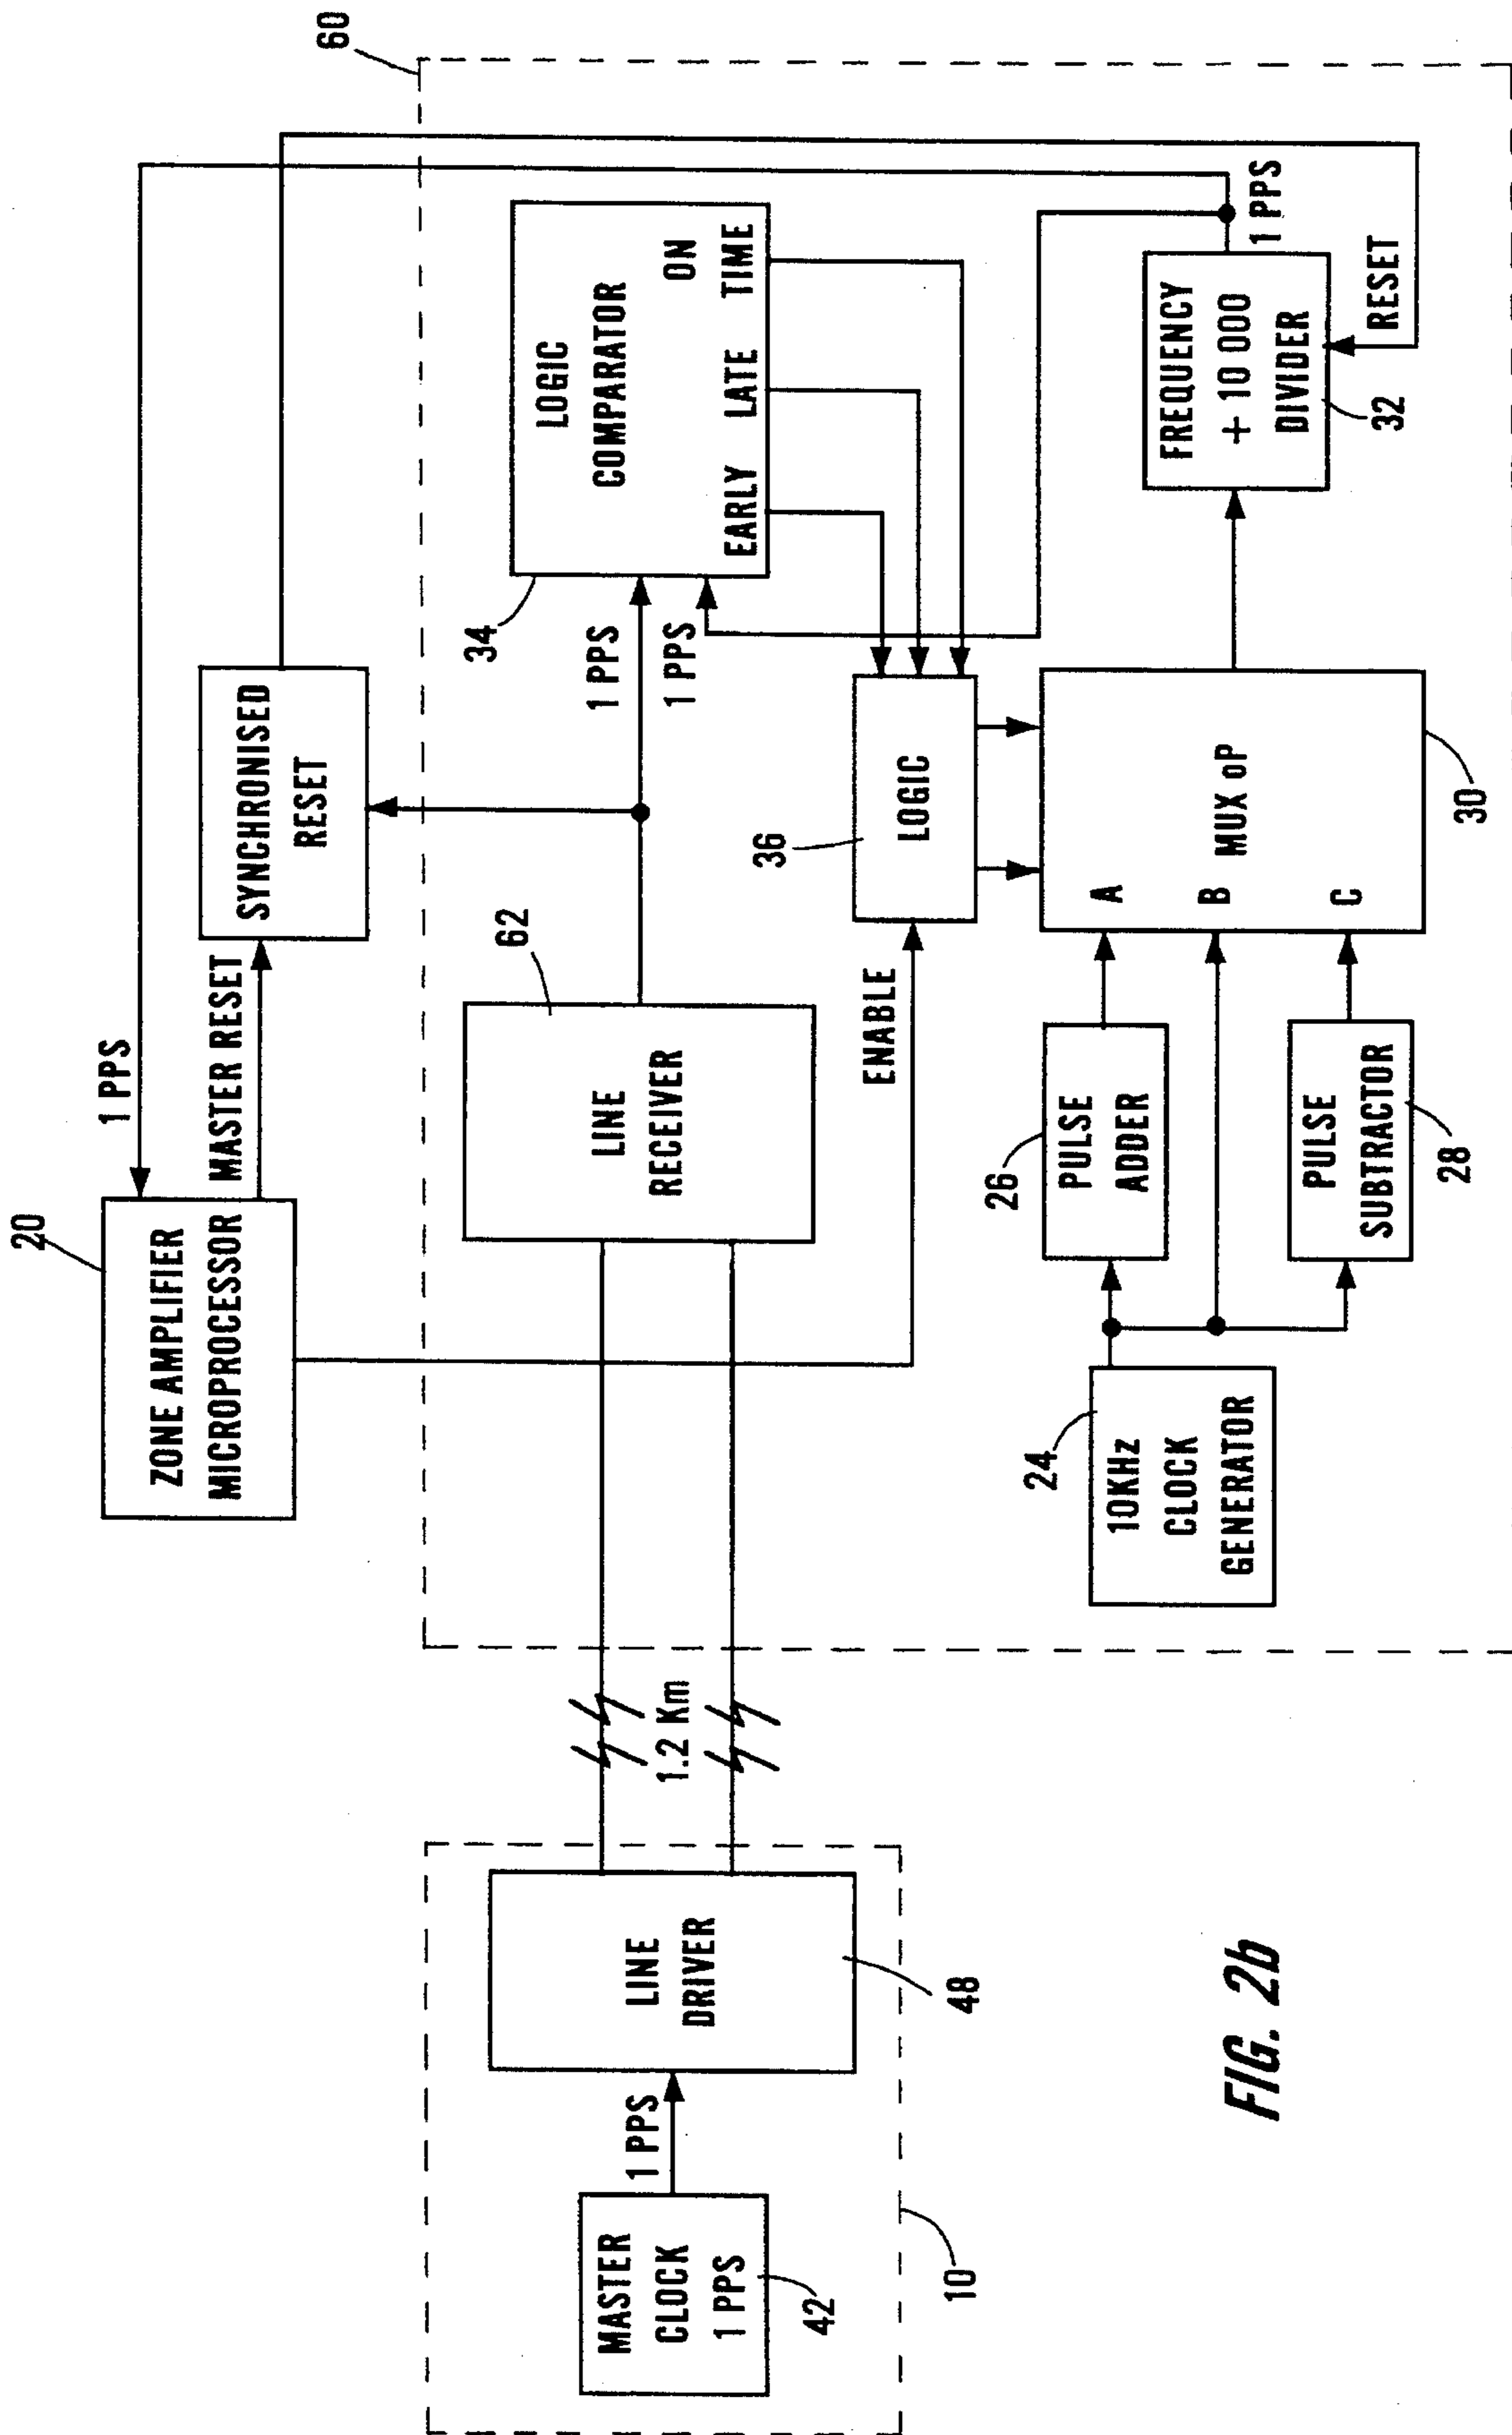 60
20
ZONE AMPLIFIER
MICROPROCESSOR
1 PPS
MASTER RESET
SYNCHRONISED
RESET
62
LINE
RECEIVER
34
1 PPS
1 PPS
LOGIC
COMPARATOR
ON
EARLY LATE TIME
MASTER
CLOCK
1 PPS
42
1 PPS
LINE
DRIVER
48
10
1.2 Km
ENABLE
36
LOGIC
24
10KHz
CLOCK
GENERATOR
26
PULSE
ADDER
PULSE
SUBTRACTOR
28
A
B
C
MUX oP
30
FREQUENCY
+ 10 000
DIVIDER
32
1 PPS
RESET
FIG. 2b